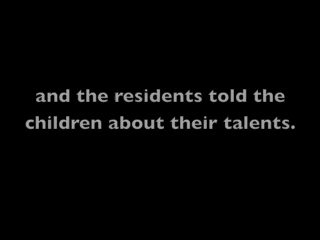 and the residents told the
children about their talents.